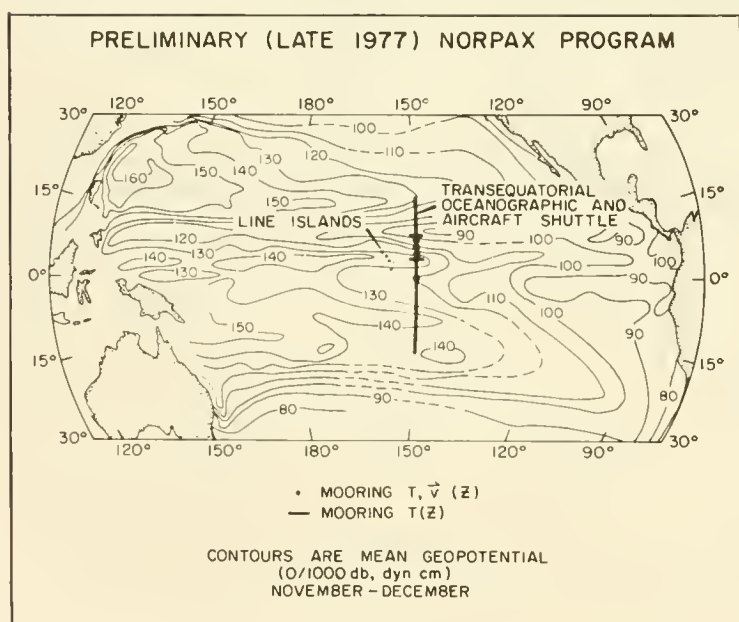 PRELIMINARY (LATE 1977) NORPAX PROGRAM
120° 150° 180° 150° 120° 90°
30° 30°
100
110
130
120
140
150
160
150
15° 15°
TRANSEQUATORIAL
OCEANOGRAPHIC AND
AIRCRAFT SHUTTLE
150
LINE ISLANDS
90 100 90
120
140 130 140 140 100 100
0° 0°
130 90
130 110
100
140
150 90
140
15° 15°
90
80 80
30° 30°
120° 150° 180° 150° 120° 90°
• MOORING T, v⃗ (Z)
— MOORING T(Z)
CONTOURS ARE MEAN GEOPOTENTIAL
(0/1000 db, dyn cm)
NOVEMBER – DECEMBER